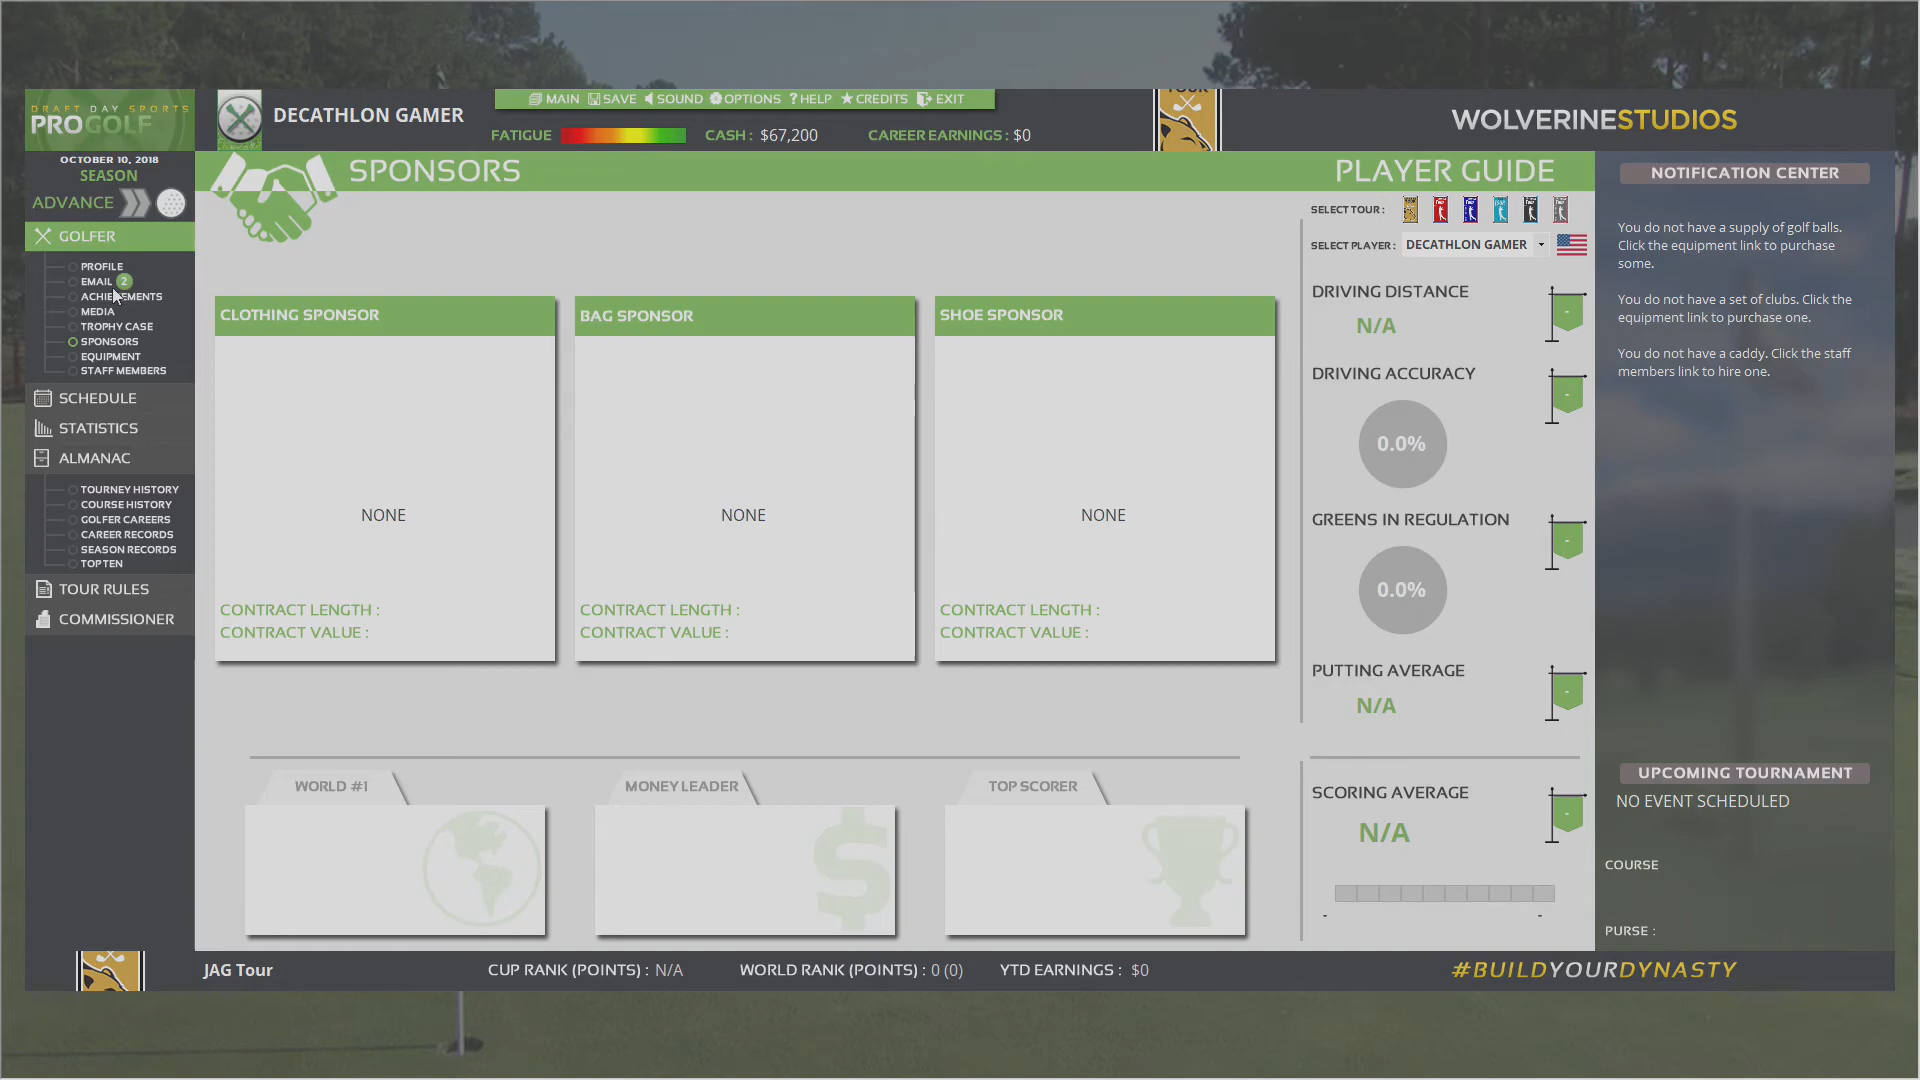 DRAFT DAY SPORTS
PROGOLF
DECATHLON GAMER
MAIN SAVE SOUND OPTIONS ? HELP CREDITS EXIT
FATIGUE
CASH : $67,200
CAREER EARNINGS : $0
TOUR
WOLVERINESTUDIOS
OCTOBER 10, 2018
SEASON
ADVANCE
GOLFER
PROFILE
EMAIL 2
ACHIEVEMENTS
MEDIA
TROPHY CASE
SPONSORS
EQUIPMENT
STAFF MEMBERS
SCHEDULE
STATISTICS
ALMANAC
TOURNEY HISTORY
COURSE HISTORY
GOLFER CAREERS
CAREER RECORDS
SEASON RECORDS
TOP TEN
TOUR RULES
COMMISSIONER
SPONSORS
CLOTHING SPONSOR
NONE
CONTRACT LENGTH :
CONTRACT VALUE :
BAG SPONSOR
NONE
CONTRACT LENGTH :
CONTRACT VALUE :
SHOE SPONSOR
NONE
CONTRACT LENGTH :
CONTRACT VALUE :
WORLD #1
MONEY LEADER
$
TOP SCORER
PLAYER GUIDE
SELECT TOUR :
SELECT PLAYER : DECATHLON GAMER
DRIVING DISTANCE
N/A
-
DRIVING ACCURACY
0.0%
-
GREENS IN REGULATION
0.0%
-
PUTTING AVERAGE
N/A
-
SCORING AVERAGE
N/A
-
- -
NOTIFICATION CENTER
You do not have a supply of golf balls.
Click the equipment link to purchase
some.
You do not have a set of clubs. Click the
equipment link to purchase one.
You do not have a caddy. Click the staff
members link to hire one.
UPCOMING TOURNAMENT
NO EVENT SCHEDULED
COURSE
PURSE :
JAG Tour
CUP RANK (POINTS) : N/A
WORLD RANK (POINTS) : 0 (0)
YTD EARNINGS : $0
#BUILDYOURDYNASTY